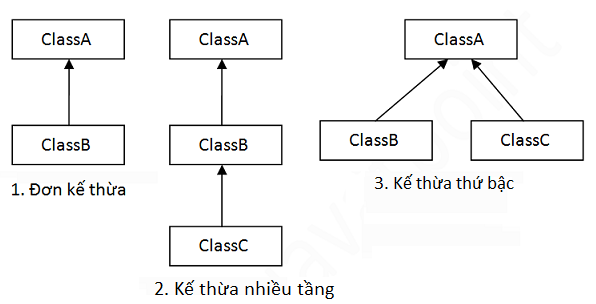 ClassA
ClassB
1. Đơn kế thừa
ClassA
ClassB
ClassC
2. Kế thừa nhiều tầng
ClassA
ClassB
ClassC
3. Kế thừa thứ bậc